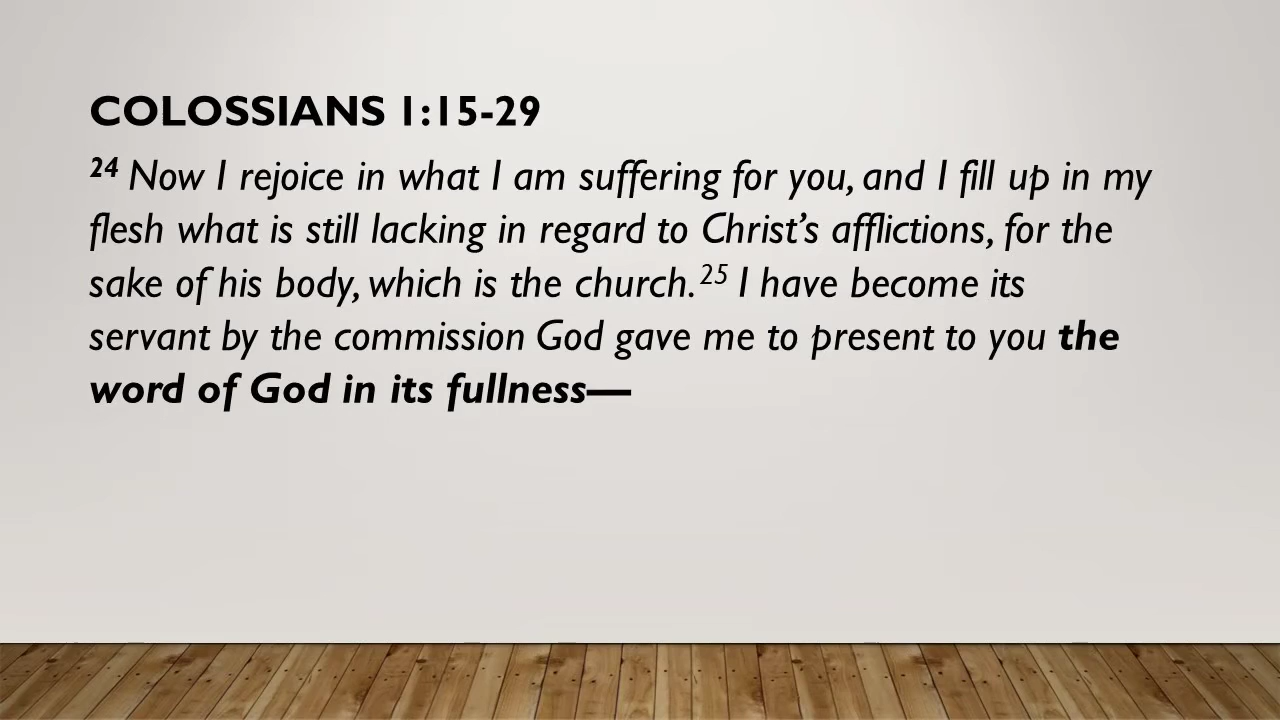 COLOSSIANS 1:15-29
24 Now I rejoice in what I am suffering for you, and I fill up in my
flesh what is still lacking in regard to Christ’s afflictions, for the
sake of his body, which is the church. 25 I have become its
servant by the commission God gave me to present to you the
word of God in its fullness—